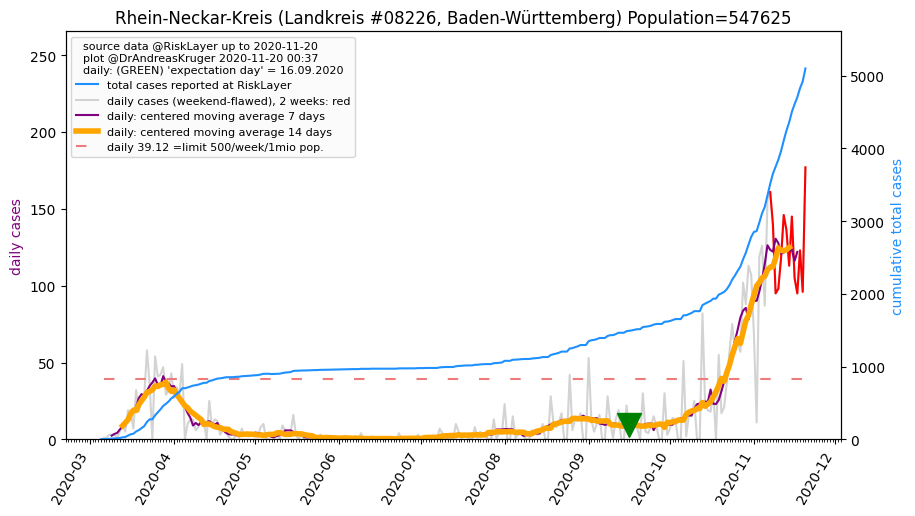 Rhein-Neckar-Kreis (Landkreis #08226, Baden-Württemberg) Population=547625
source data @RiskLayer up to 2020-11-20
plot @DrAndreasKruger 2020-11-20 00:37
daily: (GREEN) 'expectation day' = 16.09.2020
total cases reported at RiskLayer
daily cases (weekend-flawed), 2 weeks: red
daily: centered moving average 7 days
daily: centered moving average 14 days
daily 39.12 =limit 500/week/1mio pop.
daily cases
250
200
150
100
50
0
cumulative total cases
5000
4000
3000
2000
1000
0
2020-03
2020-04
2020-05
2020-06
2020-07
2020-08
2020-09
2020-10
2020-11
2020-12